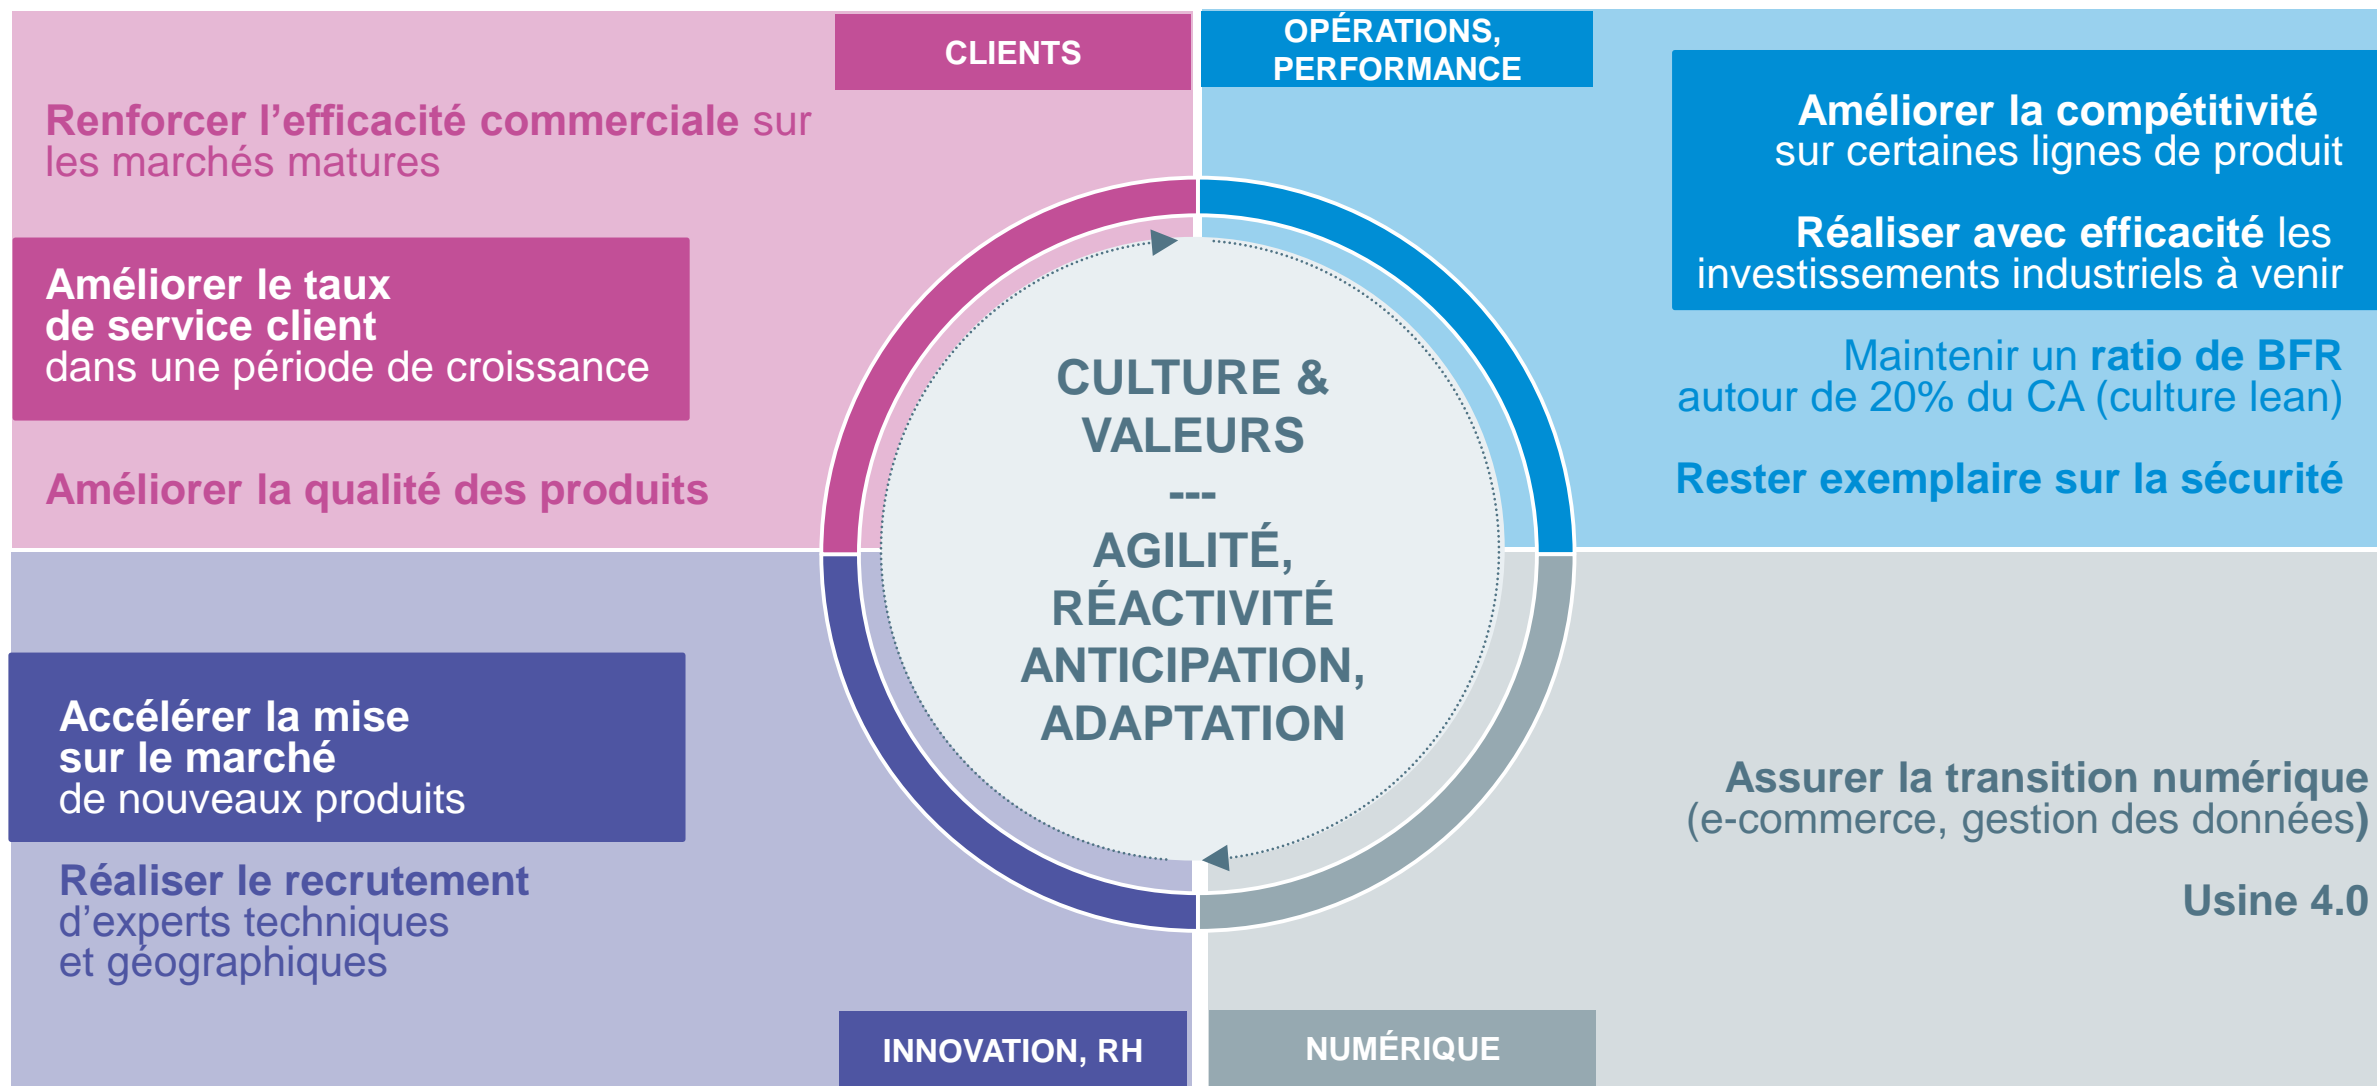 CLIENTS
Renforcer l’efficacité commerciale sur
les marchés matures
Améliorer le taux
de service client
dans une période de croissance
Améliorer la qualité des produits
OPÉRATIONS,
PERFORMANCE
Améliorer la compétitivité
sur certaines lignes de produit
Réaliser avec efficacité les
investissements industriels à venir
Maintenir un ratio de BFR
autour de 20% du CA (culture lean)
Rester exemplaire sur la sécurité
CULTURE &
VALEURS
---
AGILITÉ,
RÉACTIVITÉ
ANTICIPATION,
ADAPTATION
Accélérer la mise
sur le marché
de nouveaux produits
Réaliser le recrutement
d’experts techniques
et géographiques
INNOVATION, RH
Assurer la transition numérique
(e-commerce, gestion des données)
Usine 4.0
NUMÉRIQUE